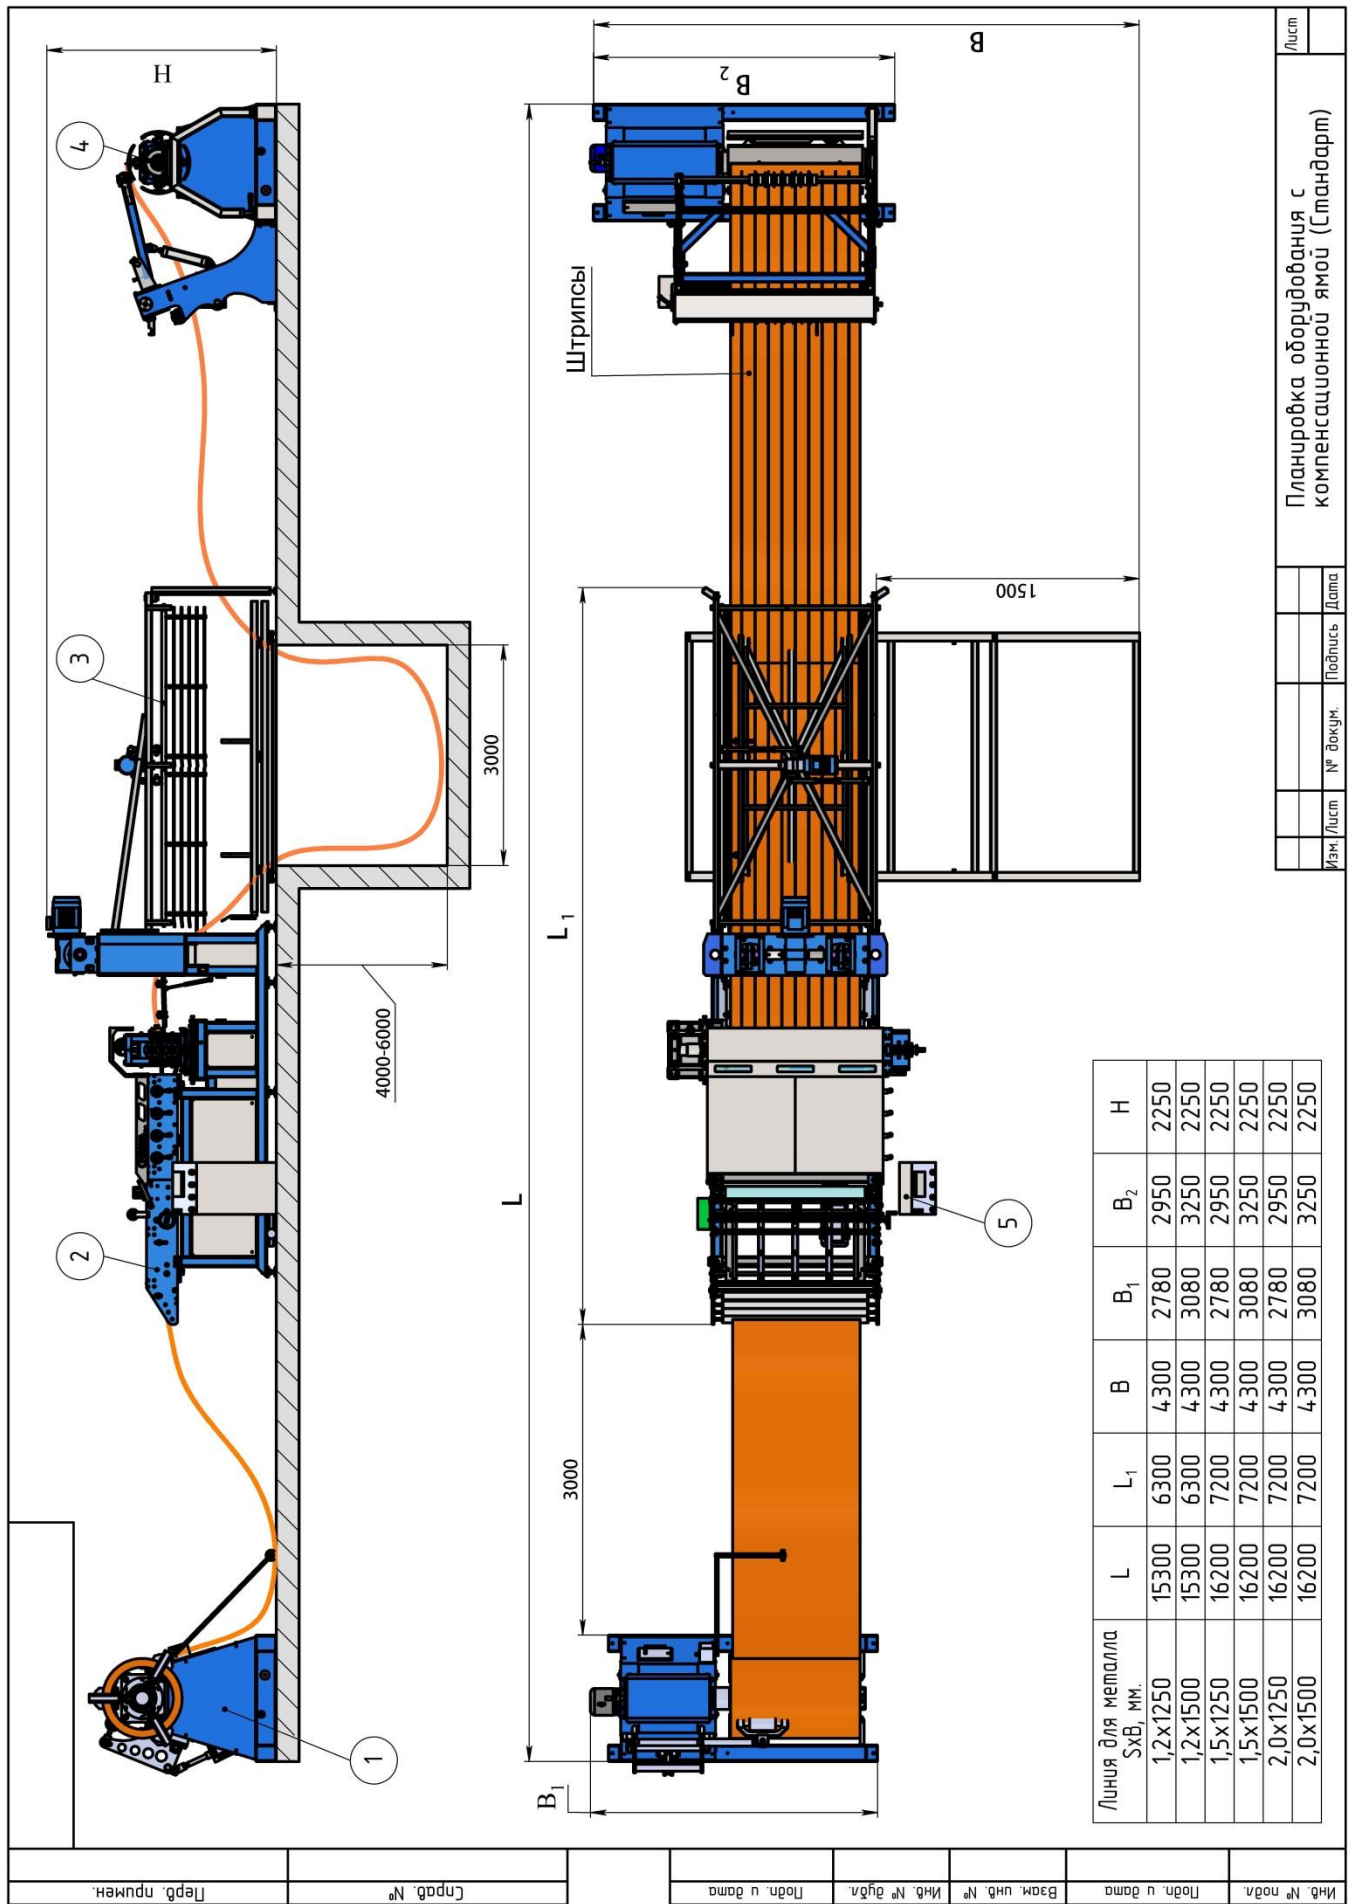 H
4
3
2
1
3000
4000-6000
L
L₁
B₁
3000
Штрипсы
B₂
B
1500
5
Линия для металла SxB, мм.
L
L₁
B
B₁
B₂
H
1,2x1250 15300 6300 4300 2780 2950 2250
1,2x1500 15300 6300 4300 3080 3250 2250
1,5x1250 16200 7200 4300 2780 2950 2250
1,5x1500 16200 7200 4300 3080 3250 2250
2,0x1250 16200 7200 4300 2780 2950 2250
2,0x1500 16200 7200 4300 3080 3250 2250
Изм. Лист № докум. Подпись Дата
Планировка оборудования с
компенсационной ямой (Стандарт)
Лист
Перв. примен.
Справ. №
Подп. и дата
Инв. № дубл.
Взам. инв. №
Подп. и дата
Инв. № подл.